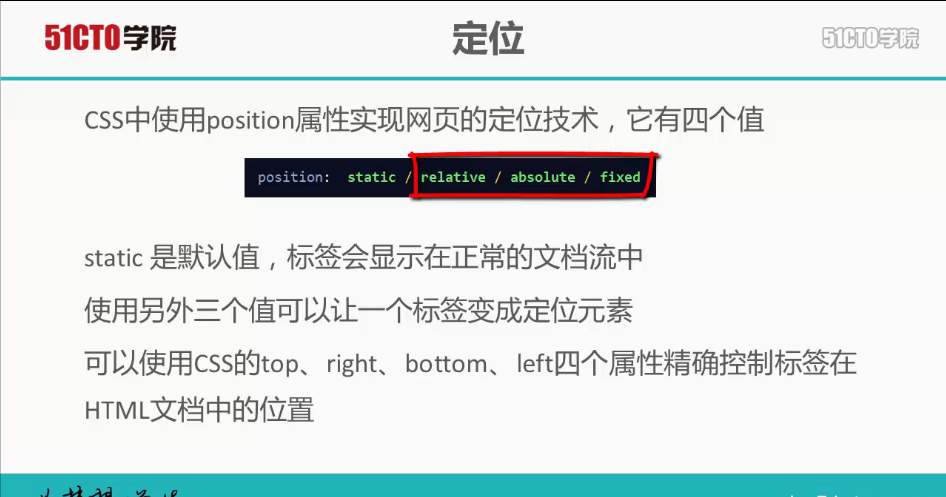 51CTO学院
定位
51CTO学院
CSS中使用position属性实现网页的定位技术，它有四个值
position: static / relative / absolute / fixed
static 是默认值，标签会显示在正常的文档流中
使用另外三个值可以让一个标签变成定位元素
可以使用CSS的top、right、bottom、left四个属性精确控制标签在
HTML文档中的位置